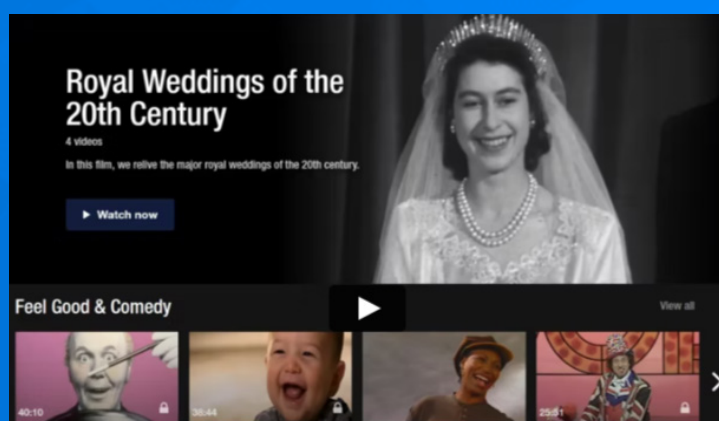 Royal Weddings of the
20th Century
4 videos
In this film, we relive the major royal weddings of the 20th century.
Watch now
Feel Good & Comedy
View all
40:10
36:44
25:51